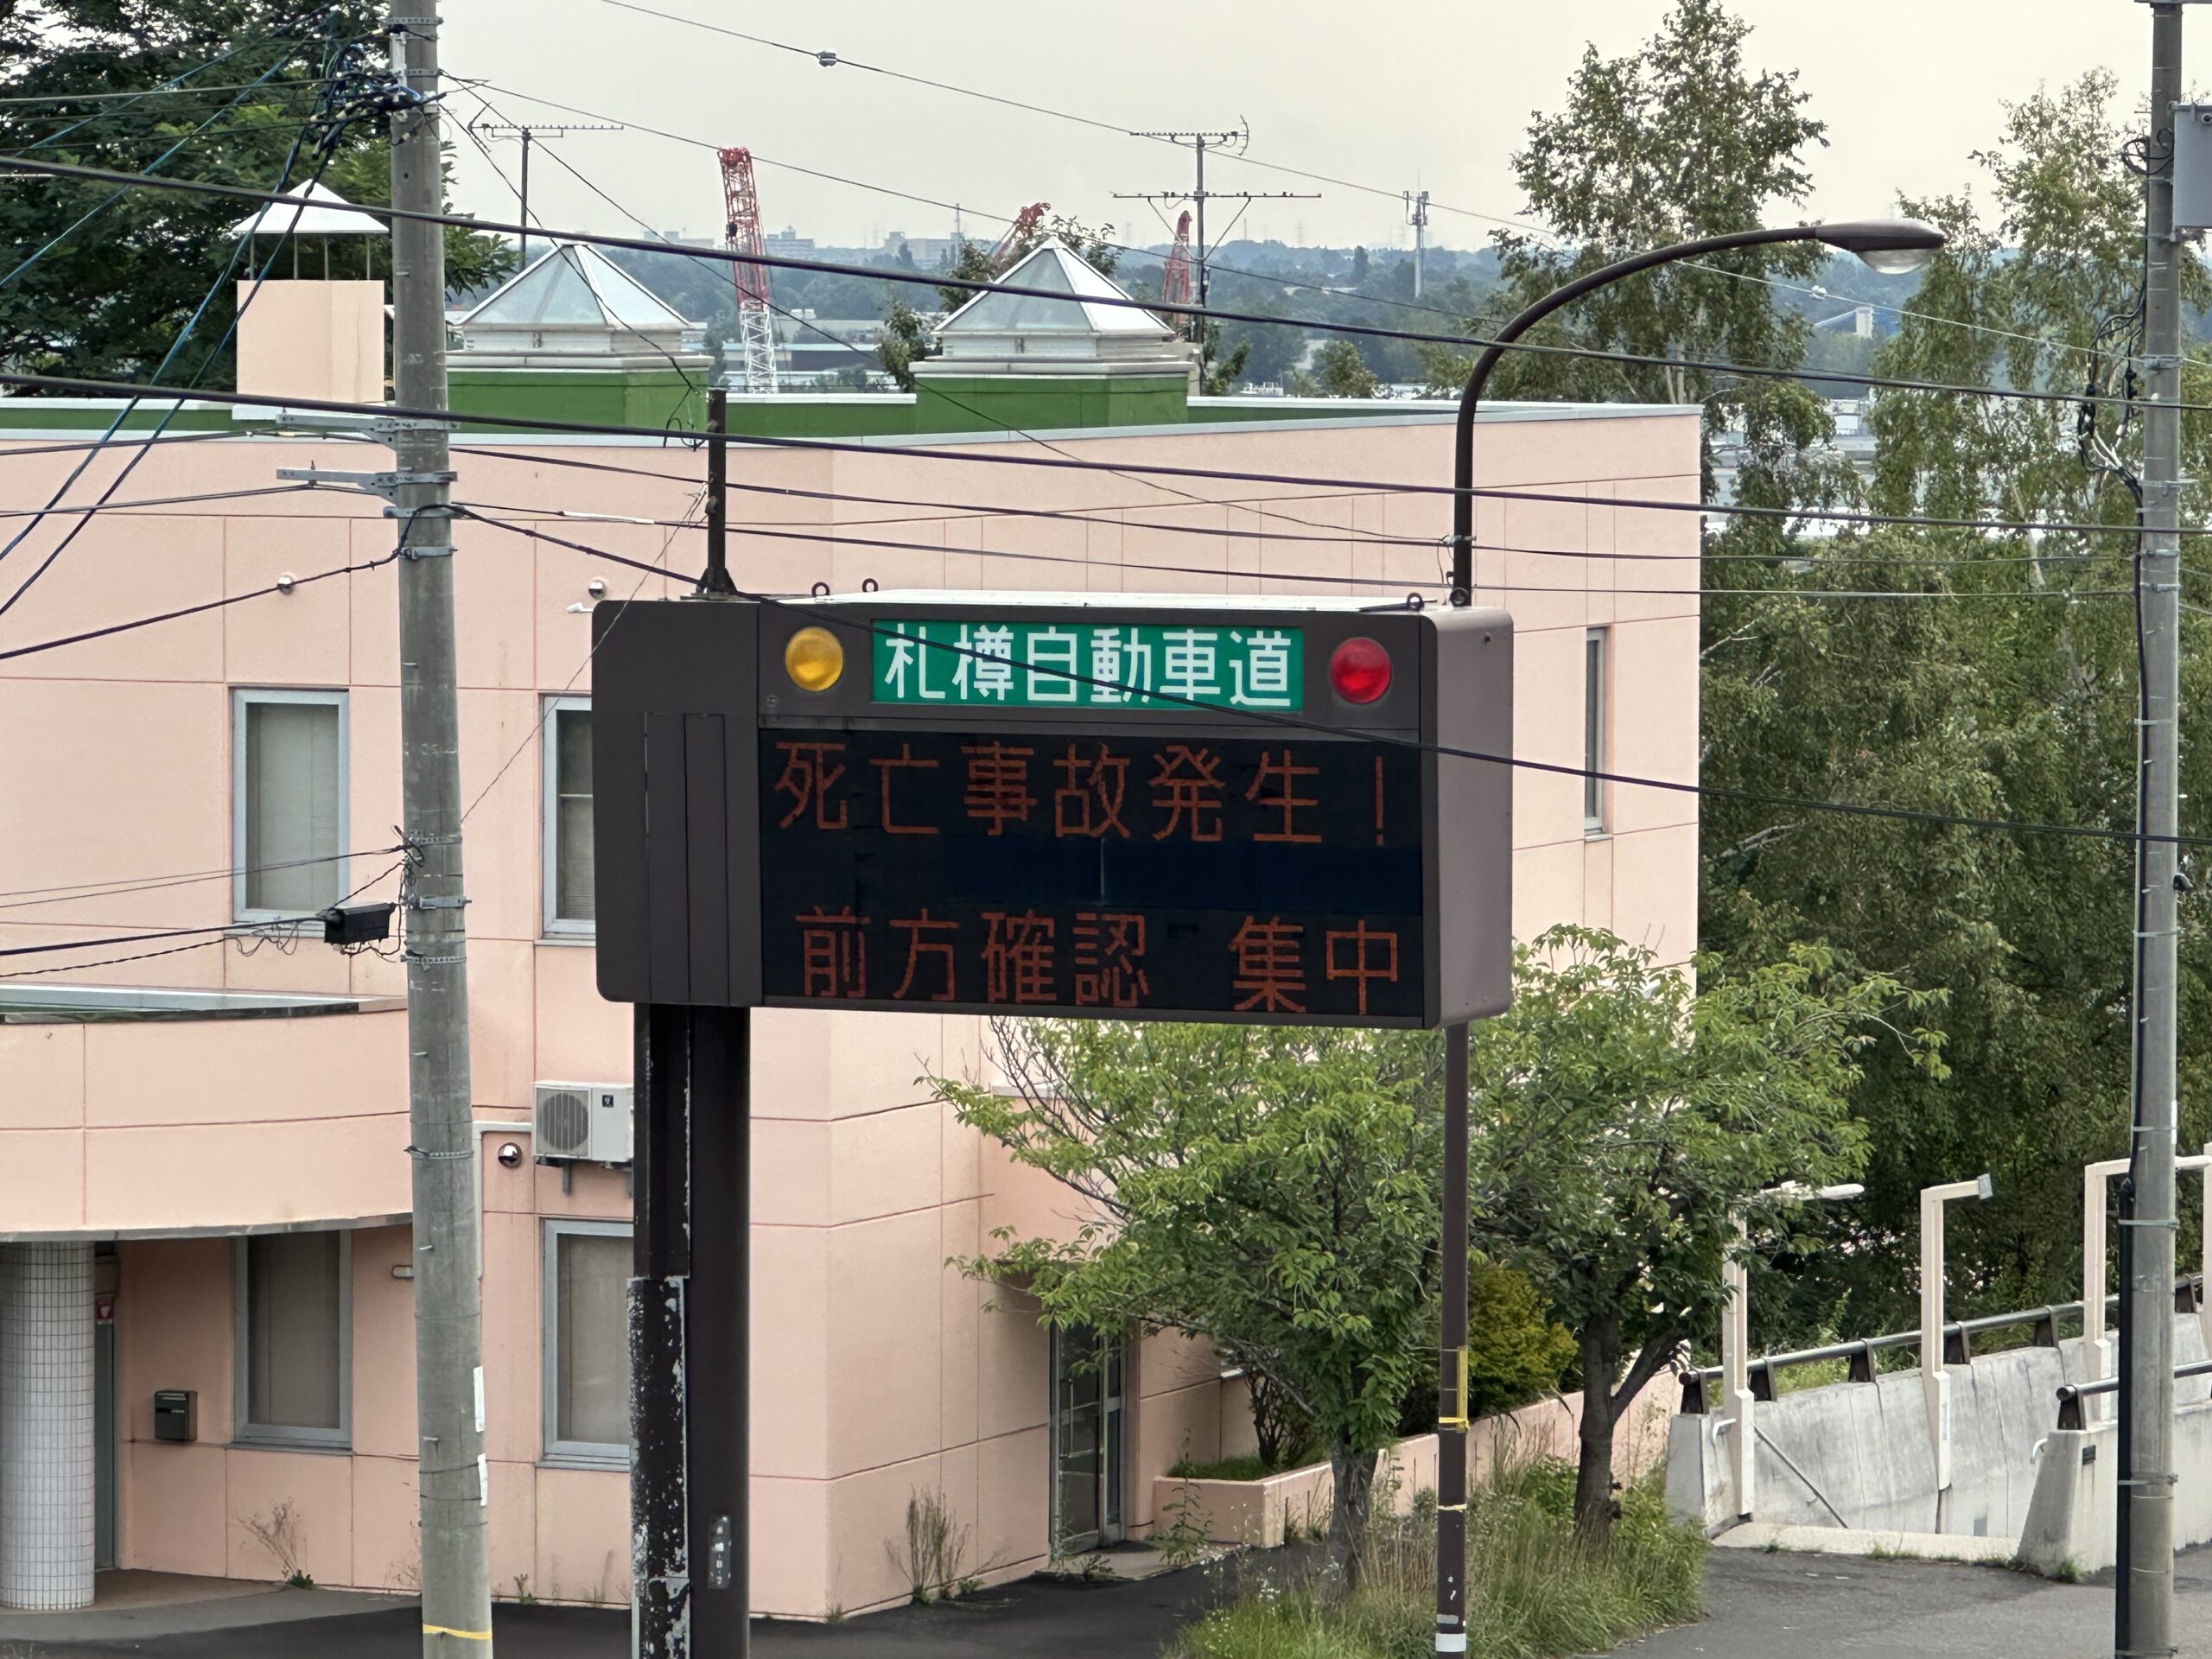 札樽自動車道
死亡事故発生！
前方確認　集中